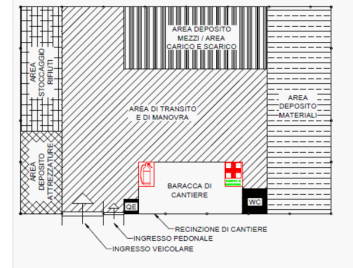 AREA DEPOSITO
MEZZI / AREA
CARICO E SCARICO
AREA
STOCCAGGIO
RIFIUTI
AREA DI TRANSITO
E DI MANOVRA
AREA
DEPOSITO
MATERIALI
AREA
DEPOSITO
ATTREZZATURE
BARACCA DI
CANTIERE
QE
WC
RECINZIONE DI CANTIERE
INGRESSO PEDONALE
INGRESSO VEICOLARE